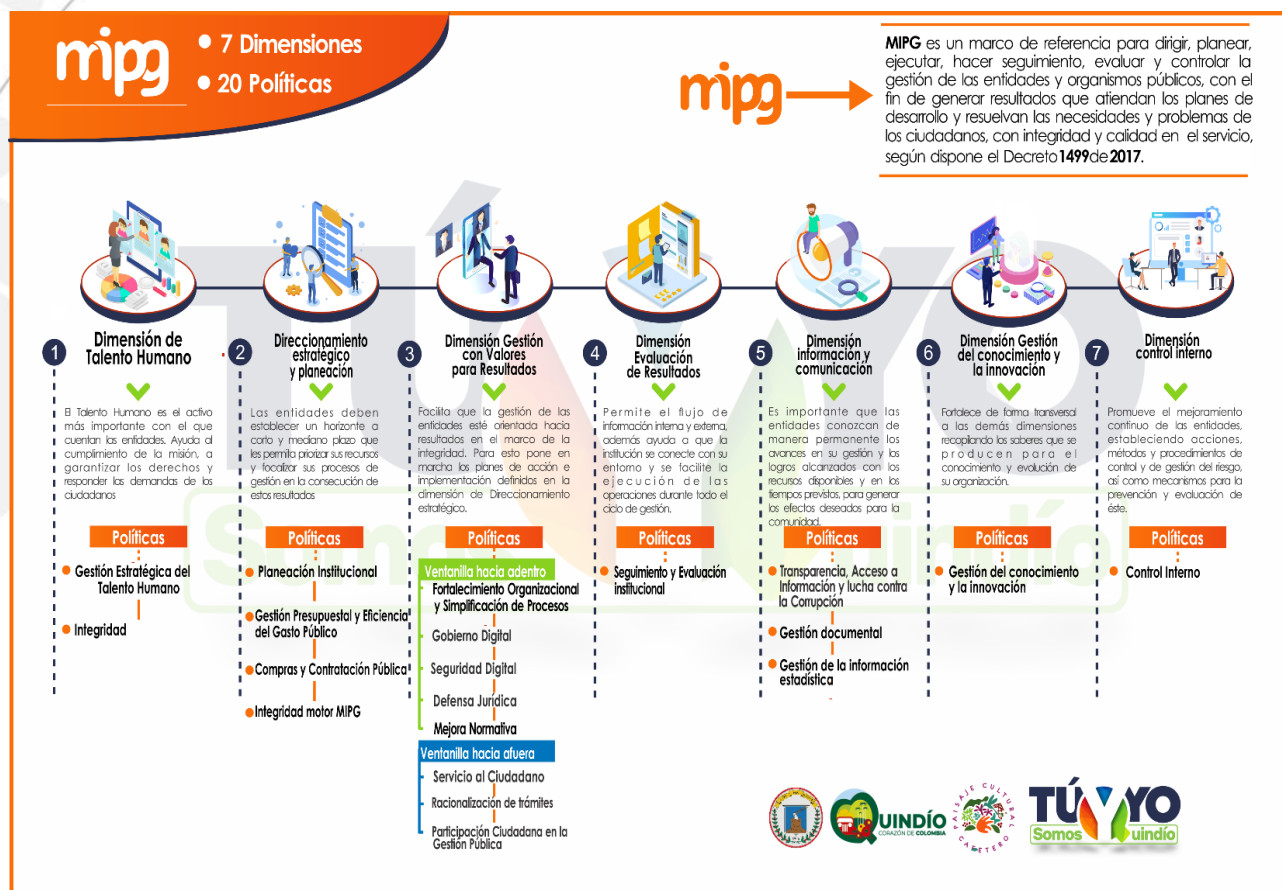 mipg
• 7 Dimensiones
• 20 Políticas
mipg
MIPG es un marco de referencia para dirigir, planear,
ejecutar, hacer seguimiento, evaluar y controlar la
gestión de las entidades y organismos públicos, con el
fin de generar resultados que atiendan los planes de
desarrollo y resuelvan las necesidades y problemas de
los ciudadanos, con integridad y calidad en el servicio,
según dispone el Decreto 1499 de 2017.
1
Dimensión de
Talento Humano
El Talento Humano es el activo
más importante con el que
cuentan las entidades. Ayuda al
cumplimiento de la misión, a
garantizar los derechos y
responder las demandas de los
ciudadanos
Políticas
Gestión Estratégica del
Talento Humano
Integridad
2
Direccionamiento
estratégico
y planeación
Las entidades deben
establecer un horizonte a
corto y mediano plazo que
les permita priorizar sus recursos
y focalizar sus procesos de
gestión en la consecución de
estos resultados
Políticas
Planeación Institucional
Gestión Presupuestal y Eficiencia
del Gasto Público
Compras y Contratación Pública
Integridad motor MIPG
3
Dimensión Gestión
con Valores
para Resultados
Facilita que la gestión de las
entidades esté orientada hacia
resultados en el marco de la
integridad. Para esto pone en
marcha los planes de acción e
implementación definidos en la
dimensión de Direccionamiento
estratégico.
Políticas
Ventanilla hacia adentro
Fortalecimiento Organizacional
y Simplificación de Procesos
Gobierno Digital
Seguridad Digital
Defensa Jurídica
Mejora Normativa
Ventanilla hacia afuera
Servicio al Ciudadano
Racionalización de trámites
Participación Ciudadana en la
Gestión Pública
4
Dimensión
Evaluación
de Resultados
Permite el flujo de
información interna y externa,
además ayuda a que la
institución se conecte con su
entorno y se facilite la
ejecución de las
operaciones durante todo el
ciclo de gestión.
Políticas
Seguimiento y Evaluación
institucional
5
Dimensión
información y
comunicación
Es importante que las
entidades conozcan de
manera permanente los
avances en su gestión y los
logros alcanzados con los
recursos disponibles y en los
tiempos previstos, para generar
los efectos deseados para la
comunidad.
Políticas
Transparencia, Acceso a
Información y lucha contra
la Corrupción
Gestión documental
Gestión de la información
estadística
6
Dimensión Gestión
del conocimiento y
la innovación
Fortalece de forma transversal
a las demás dimensiones
recopilando los saberes que se
producen para el
conocimiento y evolución de
su organización.
Políticas
Gestión del conocimiento
y la innovación
7
Dimensión
control interno
Promueve el mejoramiento
continuo de las entidades,
estableciendo acciones,
métodos y procedimientos de
control y de gestión del riesgo,
así como mecanismos para la
prevención y evaluación de
éste.
Políticas
Control Interno
TÚ Y YO
Somos Quindío
QUINDÍO
CORAZÓN DE COLOMBIA
PAISAJE CULTURAL
CAFETERO
TÚ Y YO
Somos Quindío